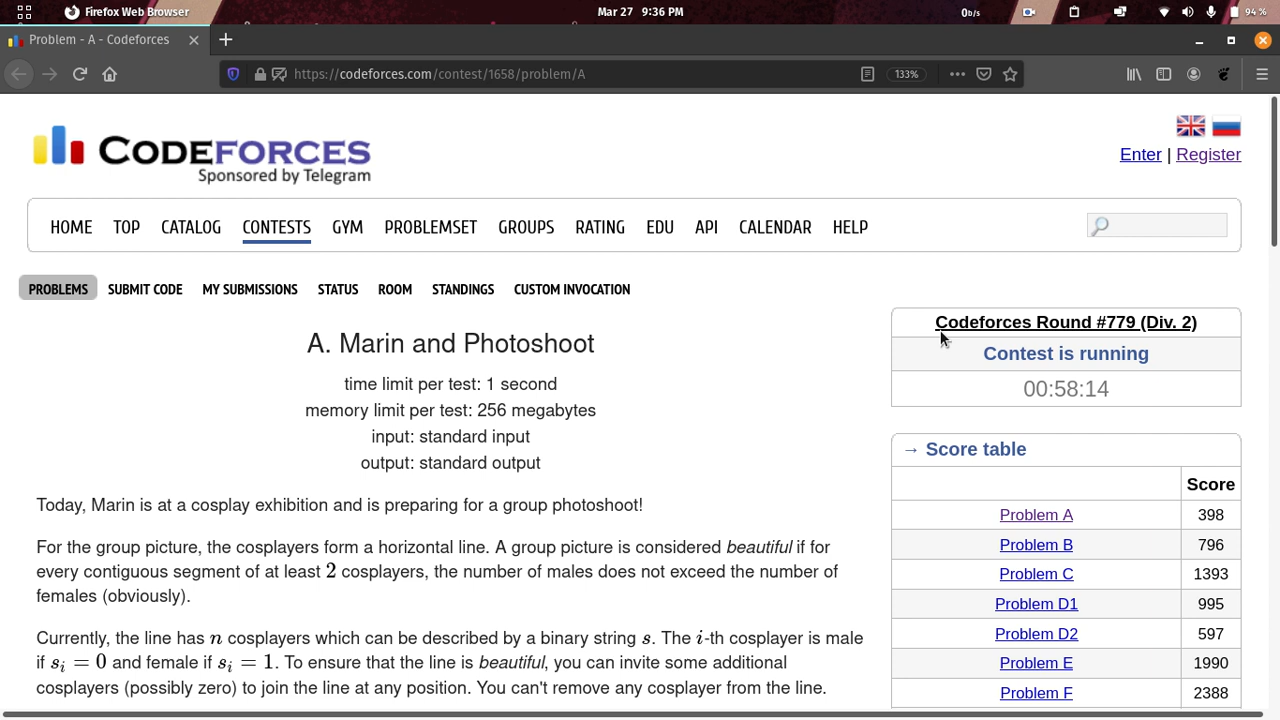 Firefox Web Browser
Mar 27 9:36 PM
0b/s
94 %
Problem - A - Codeforces
https://codeforces.com/contest/1658/problem/A
133%
CODEFORCES
Sponsored by Telegram
Enter | Register
HOME TOP CATALOG CONTESTS GYM PROBLEMSET GROUPS RATING EDU API CALENDAR HELP
PROBLEMS SUBMIT CODE MY SUBMISSIONS STATUS ROOM STANDINGS CUSTOM INVOCATION
A. Marin and Photoshoot
time limit per test: 1 second
memory limit per test: 256 megabytes
input: standard input
output: standard output
Today, Marin is at a cosplay exhibition and is preparing for a group photoshoot!
For the group picture, the cosplayers form a horizontal line. A group picture is considered beautiful if for
every contiguous segment of at least 2 cosplayers, the number of males does not exceed the number of
females (obviously).
Currently, the line has n cosplayers which can be described by a binary string s. The i-th cosplayer is male
if s_i = 0 and female if s_i = 1. To ensure that the line is beautiful, you can invite some additional
cosplayers (possibly zero) to join the line at any position. You can't remove any cosplayer from the line.
Codeforces Round #779 (Div. 2)
Contest is running
00:58:14
→ Score table
Score
Problem A 398
Problem B 796
Problem C 1393
Problem D1 995
Problem D2 597
Problem E 1990
Problem F 2388